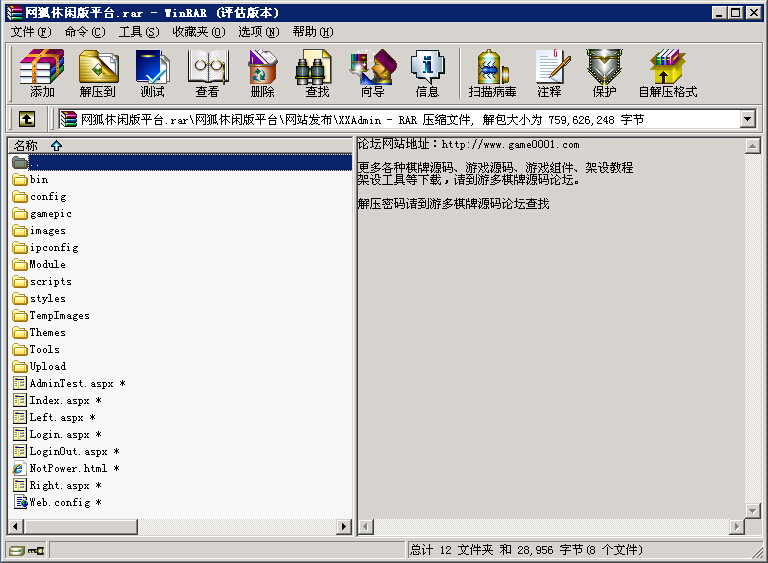 网狐休闲版平台.rar - WinRAR (评估版本)
文件(F) 命令(C) 工具(S) 收藏夹(O) 选项(N) 帮助(H)
添加 解压到 测试 查看 删除 查找 向导 信息 扫描病毒 注释 保护 自解压格式
网狐休闲版平台.rar\网狐休闲版平台\网站发布\XXAdmin - RAR 压缩文件, 解包大小为 759,626,248 字节
名称
..
bin
config
gamepic
images
ipconfig
Module
scripts
styles
TempImages
Themes
Tools
Upload
AdminTest.aspx *
Index.aspx *
Left.aspx *
Login.aspx *
LoginOut.aspx *
NotPower.html *
Right.aspx *
Web.config *
论坛网站地址：http://www.game0001.com
更多各种棋牌源码、游戏源码、游戏组件、架设教程
架设工具等下载，请到游多棋牌源码论坛。
解压密码请到游多棋牌源码论坛查找
总计 12 文件夹 和 28,956 字节(8 个文件)